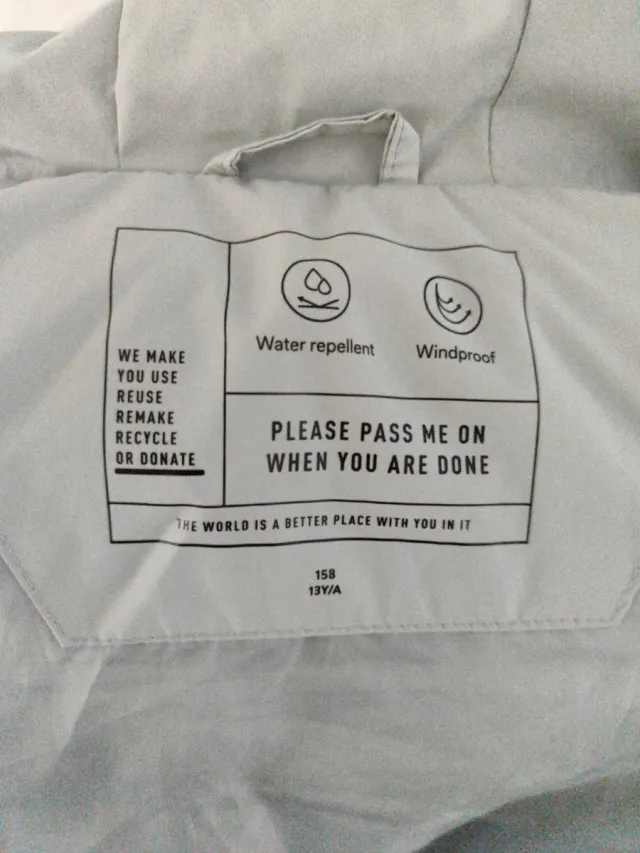 WE MAKE
YOU USE
REUSE
REMAKE
RECYCLE
OR DONATE
Water repellent
Windproof
PLEASE PASS ME ON
WHEN YOU ARE DONE
THE WORLD IS A BETTER PLACE WITH YOU IN IT
158
13Y/A